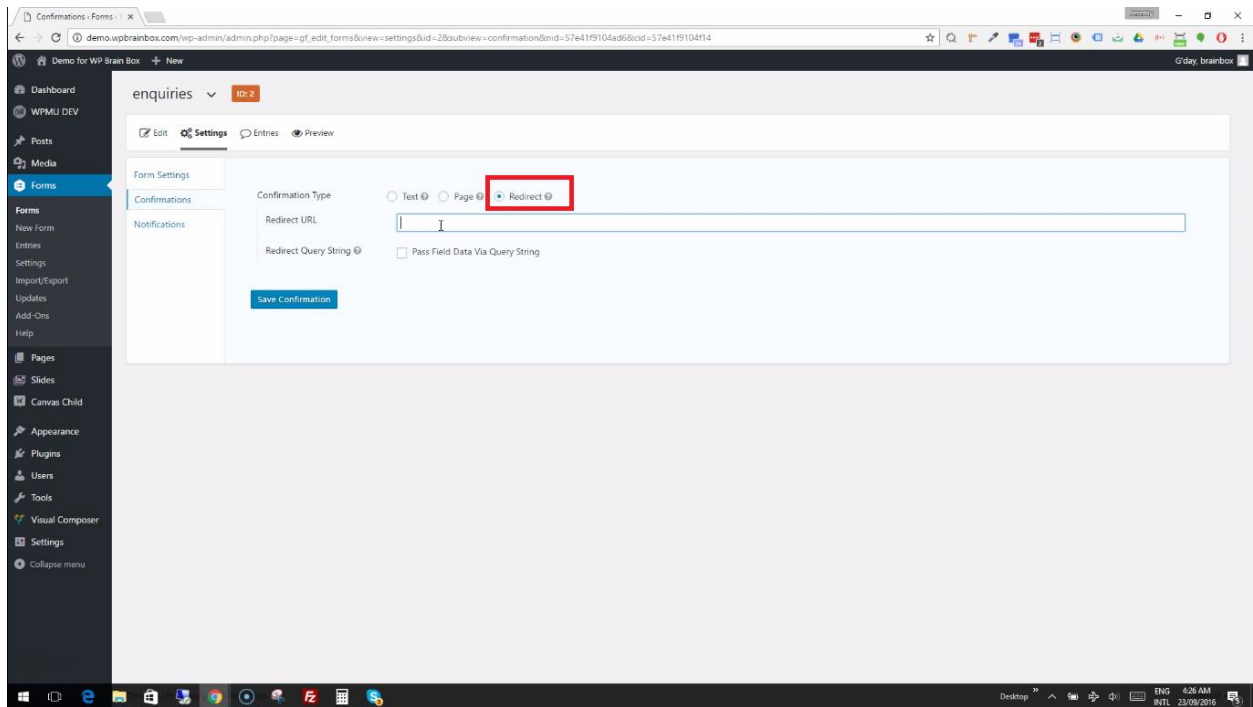 Confirmations ‹ Forms ‹
demo.wpbrainbox.com/wp-admin/admin.php?page=gf_edit_forms&view=settings&id=2&subview=confirmation&nid=57e41f9104ad6&cid=57e41f9104f14
Demo for WP Brain Box + New
G'day, brainbox
Dashboard
WPMU DEV
Posts
Media
Forms
Forms
New Form
Entries
Settings
Import/Export
Updates
Add-Ons
Help
Pages
Slides
Canvas Child
Appearance
Plugins
Users
Tools
Visual Composer
Settings
Collapse menu
enquiries ID: 2
Edit Settings Entries Preview
Form Settings
Confirmations
Notifications
Confirmation Type Text Page Redirect
Redirect URL
Redirect Query String Pass Field Data Via Query String
Save Confirmation
Desktop
ENG 4:26 AM
INTL 23/09/2016